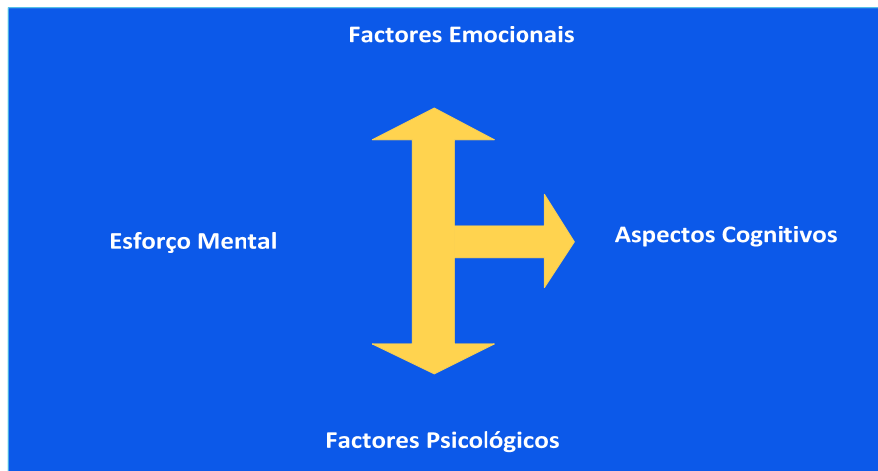 Factores Emocionais
Esforço Mental
Aspectos Cognitivos
Factores Psicológicos